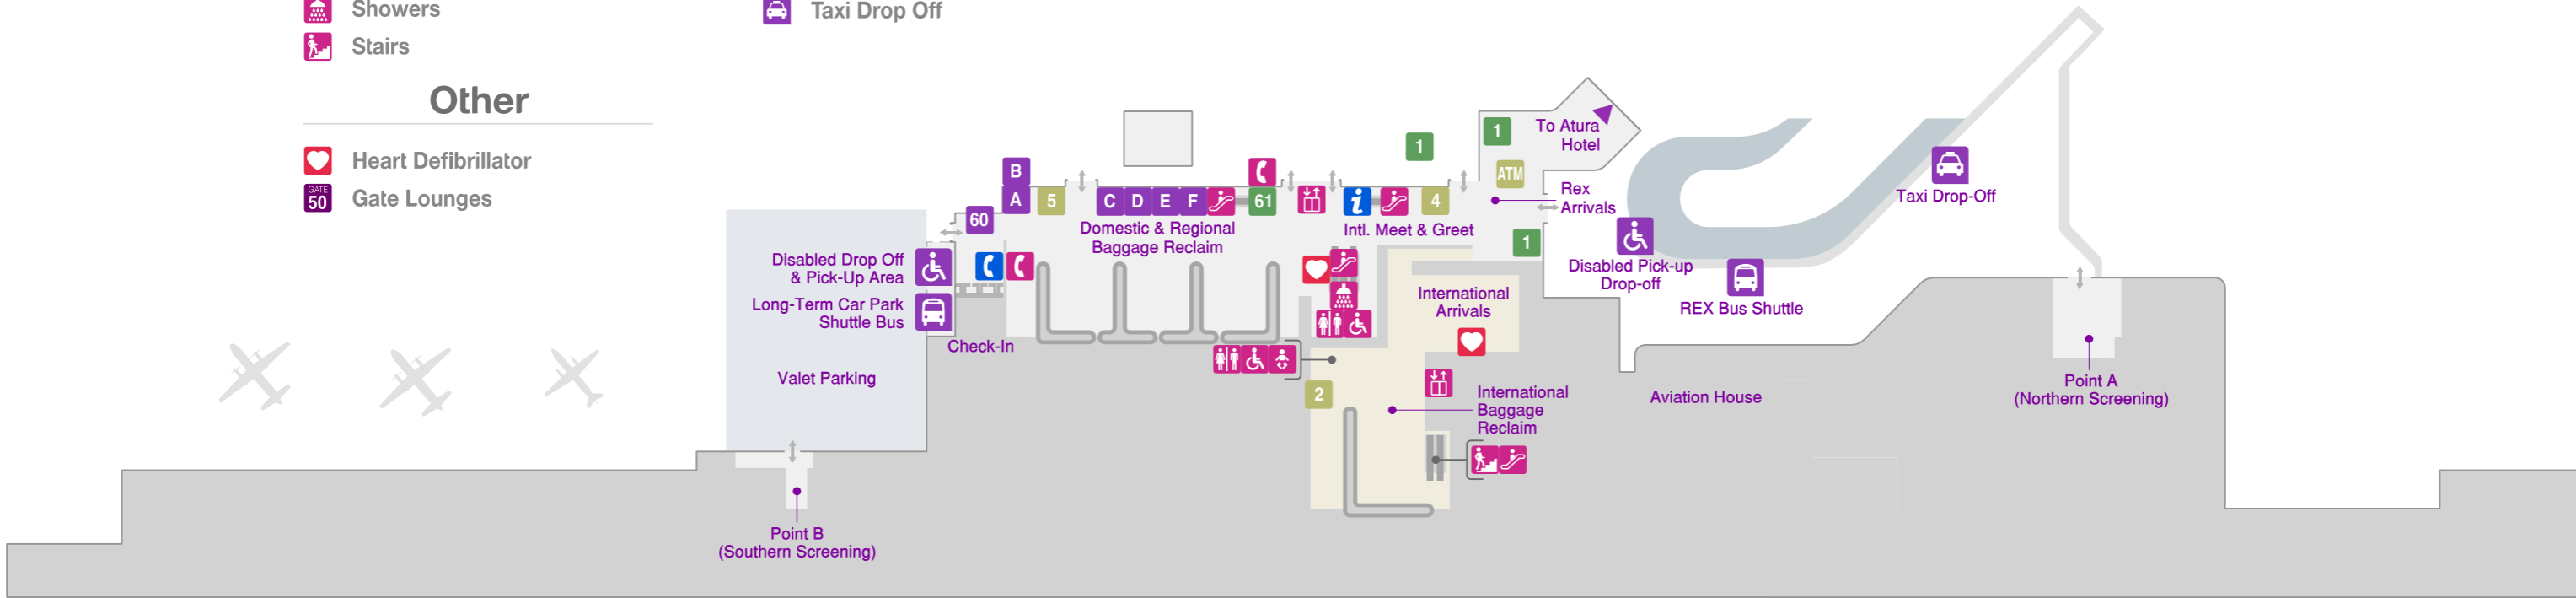 Showers
Stairs
Taxi Drop Off
Other
Heart Defibrillator
GATE
50
Gate Lounges
B
A
60
5
C D E F
61
i
4
1
1
ATM
1
To Atura
Hotel
Rex
Arrivals
Domestic & Regional
Baggage Reclaim
Intl. Meet & Greet
Taxi Drop-Off
Disabled Drop Off
& Pick-Up Area
Long-Term Car Park
Shuttle Bus
Check-In
Valet Parking
International
Arrivals
Disabled Pick-up
Drop-off
REX Bus Shuttle
2
International
Baggage
Reclaim
Aviation House
Point A
(Northern Screening)
Point B
(Southern Screening)